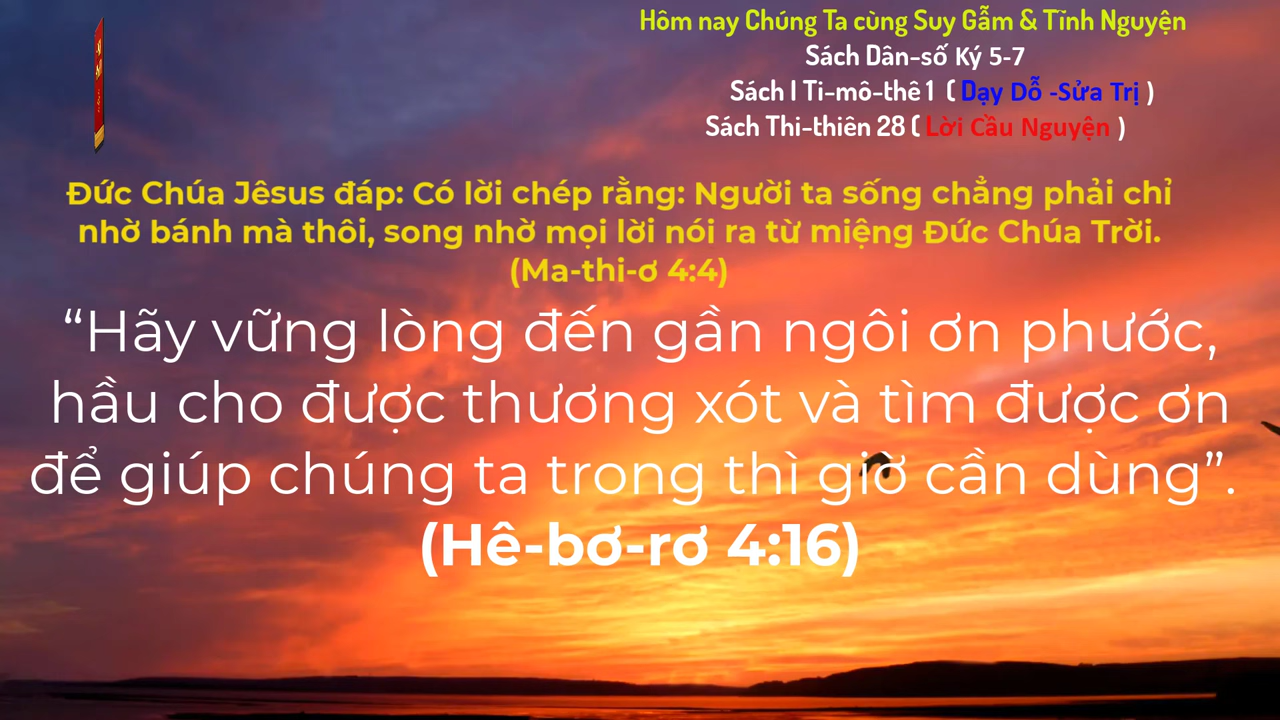 Hôm nay Chúng Ta cùng Suy Gẫm & Tĩnh Nguyện
Sách Dân-số Ký 5-7
Sách I Ti-mô-thê 1 ( Dạy Dỗ -Sửa Trị )
Sách Thi-thiên 28 ( Lời Cầu Nguyện )
Đức Chúa Jêsus đáp: Có lời chép rằng: Người ta sống chẳng phải chỉ
nhờ bánh mà thôi, song nhờ mọi lời nói ra từ miệng Đức Chúa Trời.
(Ma-thi-ơ 4:4)
“Hãy vững lòng đến gần ngôi ơn phước,
hầu cho được thương xót và tìm được ơn
để giúp chúng ta trong thì giờ cần dùng”.
(Hê-bơ-rơ 4:16)